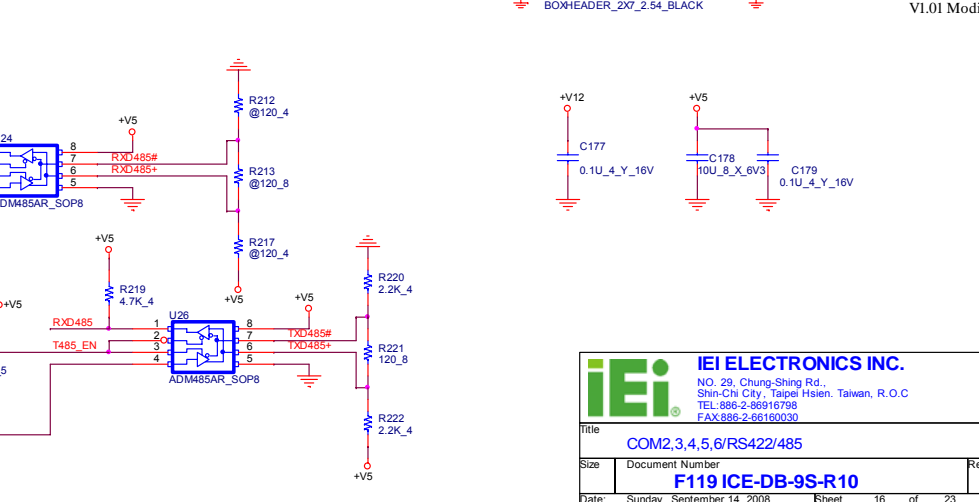 BOXHEADER_2X7_2.54_BLACK
V1.01 Modi
+V12
+V5
C177
0.1U_4_Y_16V
C178
10U_8_X_6V3
C179
0.1U_4_Y_16V
R212
@120_4
+V5
24
8
7
6
5
RXD485#
RXD485+
DM485AR_SOP8
R213
@120_8
R217
@120_4
+V5
+V5
R219
4.7K_4
+V5
RXD485
T485_EN
5
U26
1
2
3
4
8
7
6
5
ADM485AR_SOP8
+V5
TXD485#
TXD485+
R220
2.2K_4
R221
120_8
R222
2.2K_4
+V5
iEi®
IEI ELECTRONICS INC.
NO. 29, Chung-Shing Rd.,
Shin-Chi City, Taipei Hsien. Taiwan, R.O.C
TEL:886-2-86916798
FAX:886-2-66160030
Title
COM2,3,4,5,6/RS422/485
Size Document Number Re
F119 ICE-DB-9S-R10
Date: Sunday, September 14, 2008 Sheet 16 of 23